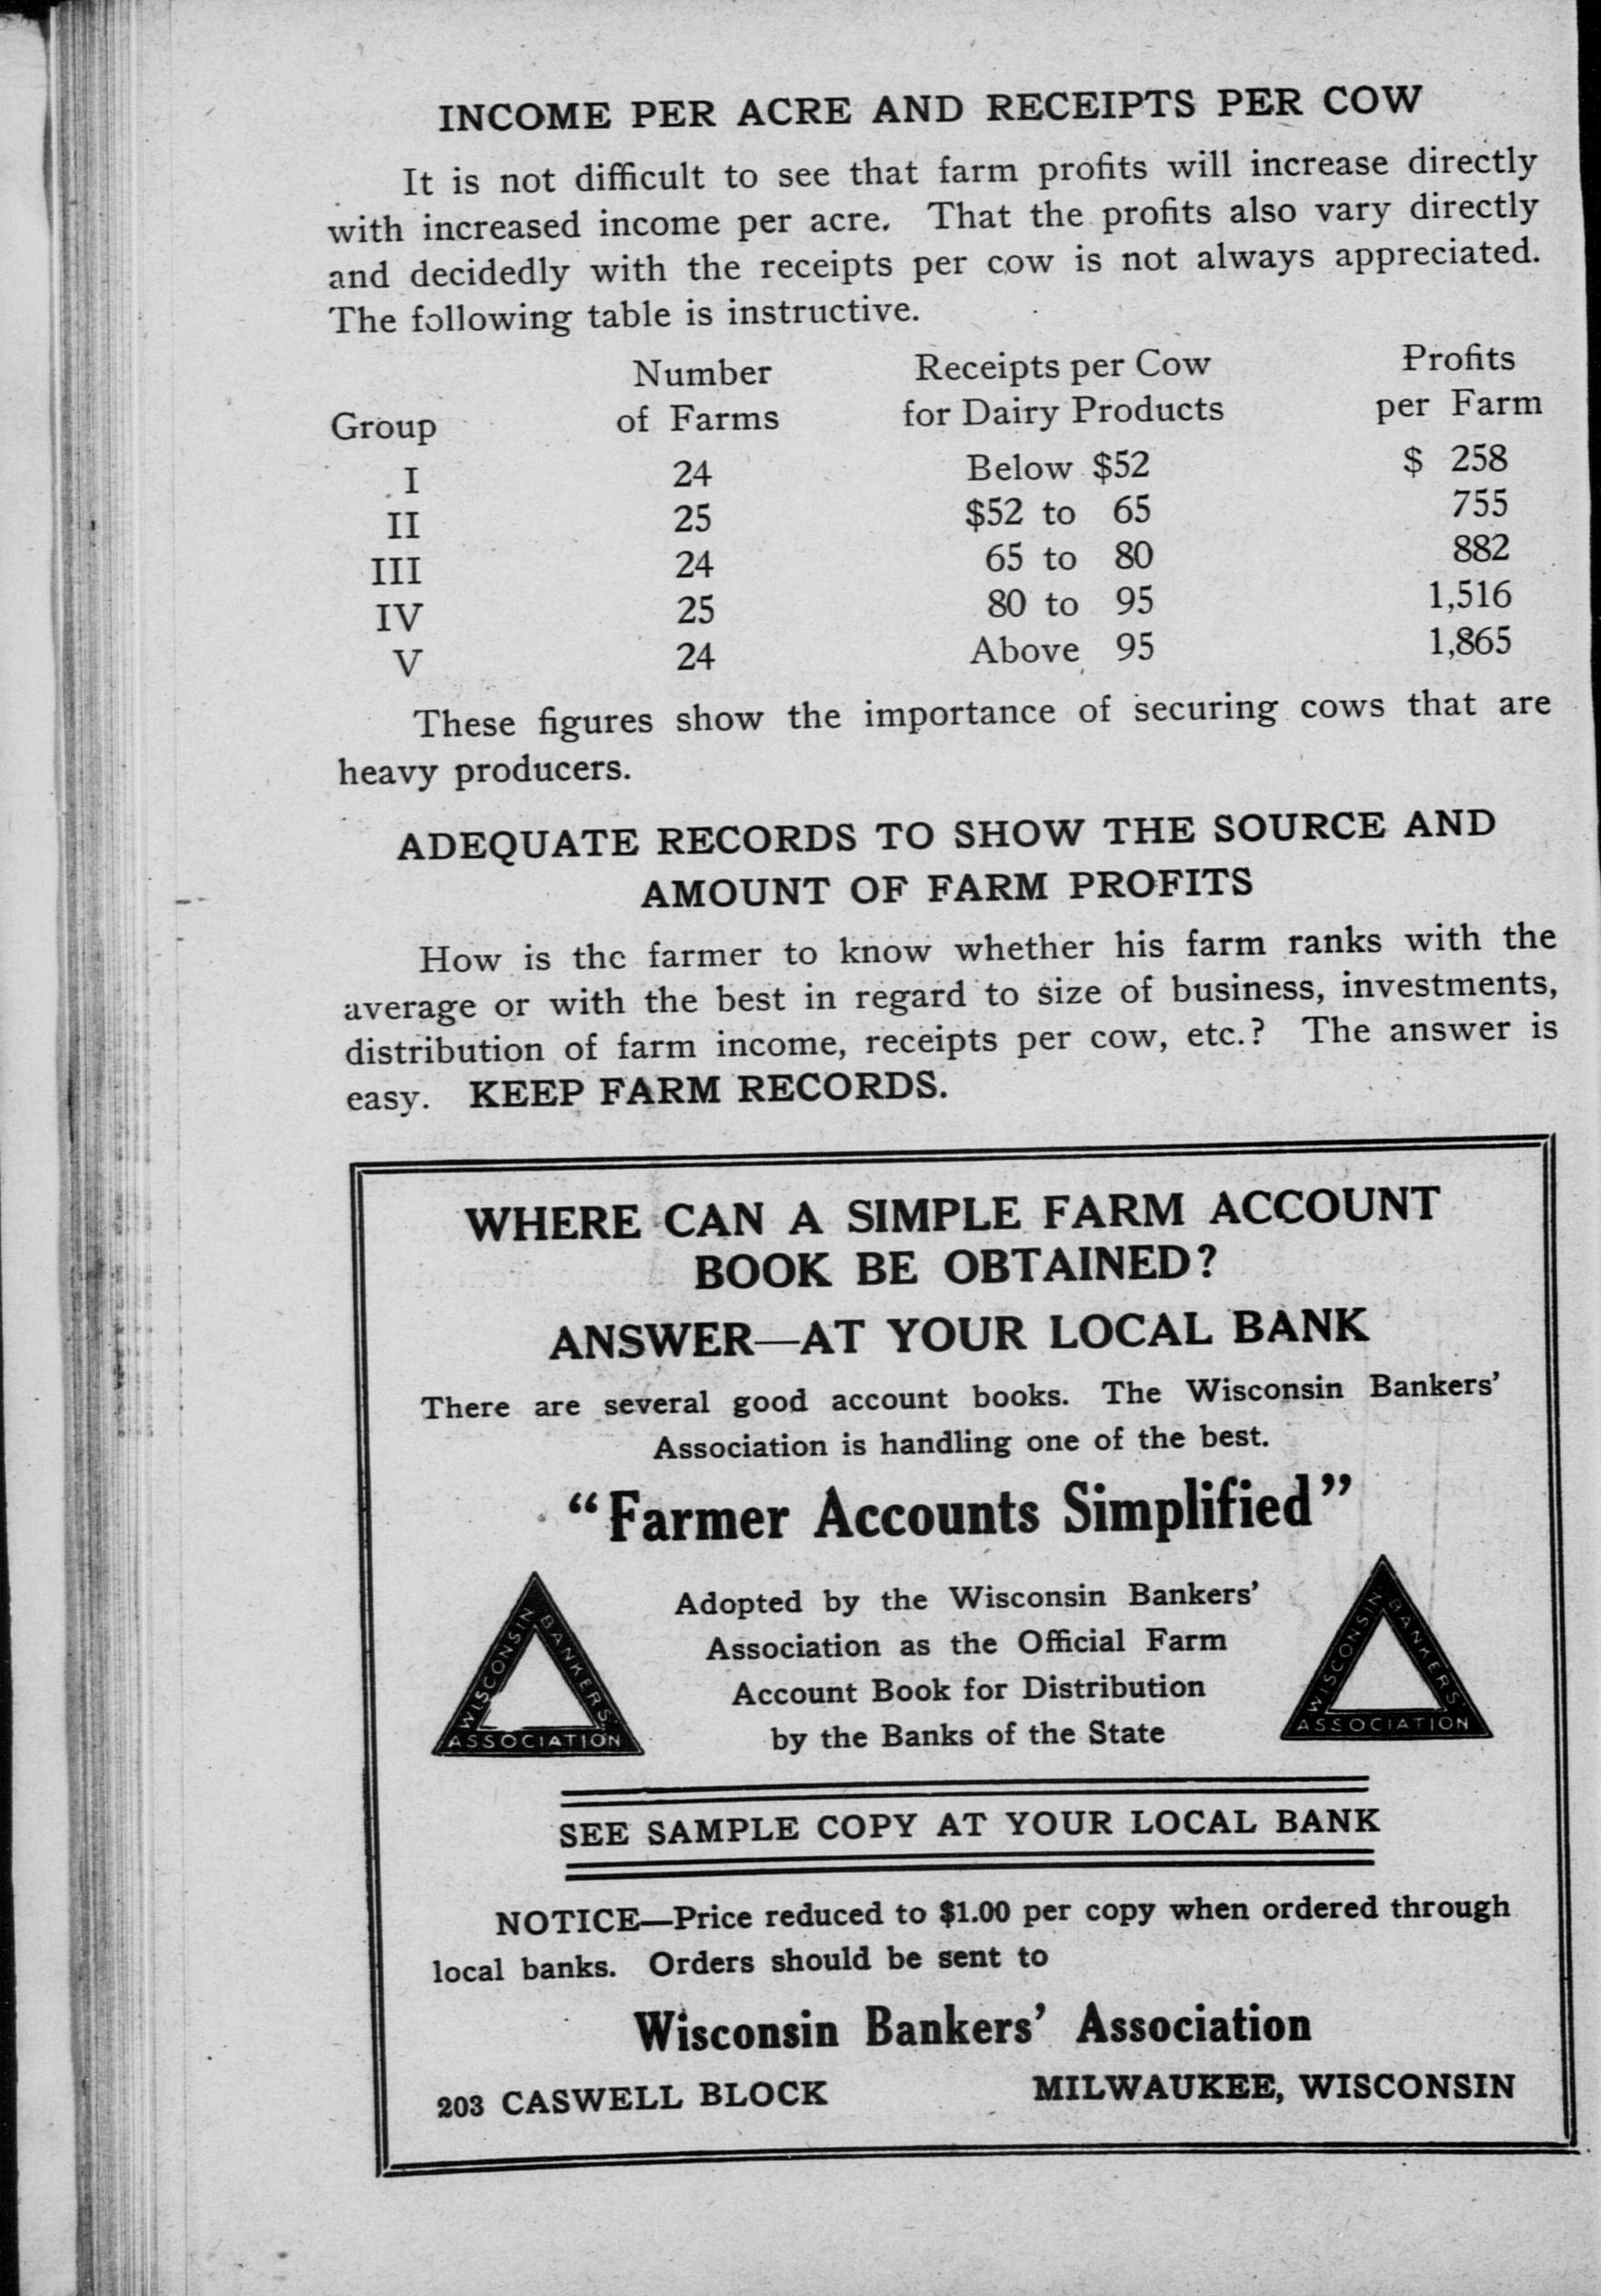 INCOME PER ACRE AND RECEIPTS PER COW
It is not difficult to see that farm profits will increase directly
with increased income per acre. That the profits also vary directly
and decidedly with the receipts per cow is not always appreciated.
The following table is instructive.
Number Receipts per Cow Profits
Group of Farms for Dairy Products per Farm
I 24 Below $52 $ 258
II 25 $52 to 65 755
III 24 65 to 80 882
IV 25 80 to 95 1,516
V 24 Above 95 1,865
These figures show the importance of securing cows that are
heavy producers.
ADEQUATE RECORDS TO SHOW THE SOURCE AND
AMOUNT OF FARM PROFITS
How is the farmer to know whether his farm ranks with the
average or with the best in regard to size of business, investments,
distribution of farm income, receipts per cow, etc.? The answer is
easy. KEEP FARM RECORDS.
WHERE CAN A SIMPLE FARM ACCOUNT
BOOK BE OBTAINED?
ANSWER—AT YOUR LOCAL BANK
There are several good account books. The Wisconsin Bankers'
Association is handling one of the best.
"Farmer Accounts Simplified"
WISCONSIN BANKERS' ASSOCIATION
Adopted by the Wisconsin Bankers'
Association as the Official Farm
Account Book for Distribution
by the Banks of the State
WISCONSIN BANKERS' ASSOCIATION
SEE SAMPLE COPY AT YOUR LOCAL BANK
NOTICE—Price reduced to $1.00 per copy when ordered through
local banks. Orders should be sent to
Wisconsin Bankers' Association
203 CASWELL BLOCK MILWAUKEE, WISCONSIN